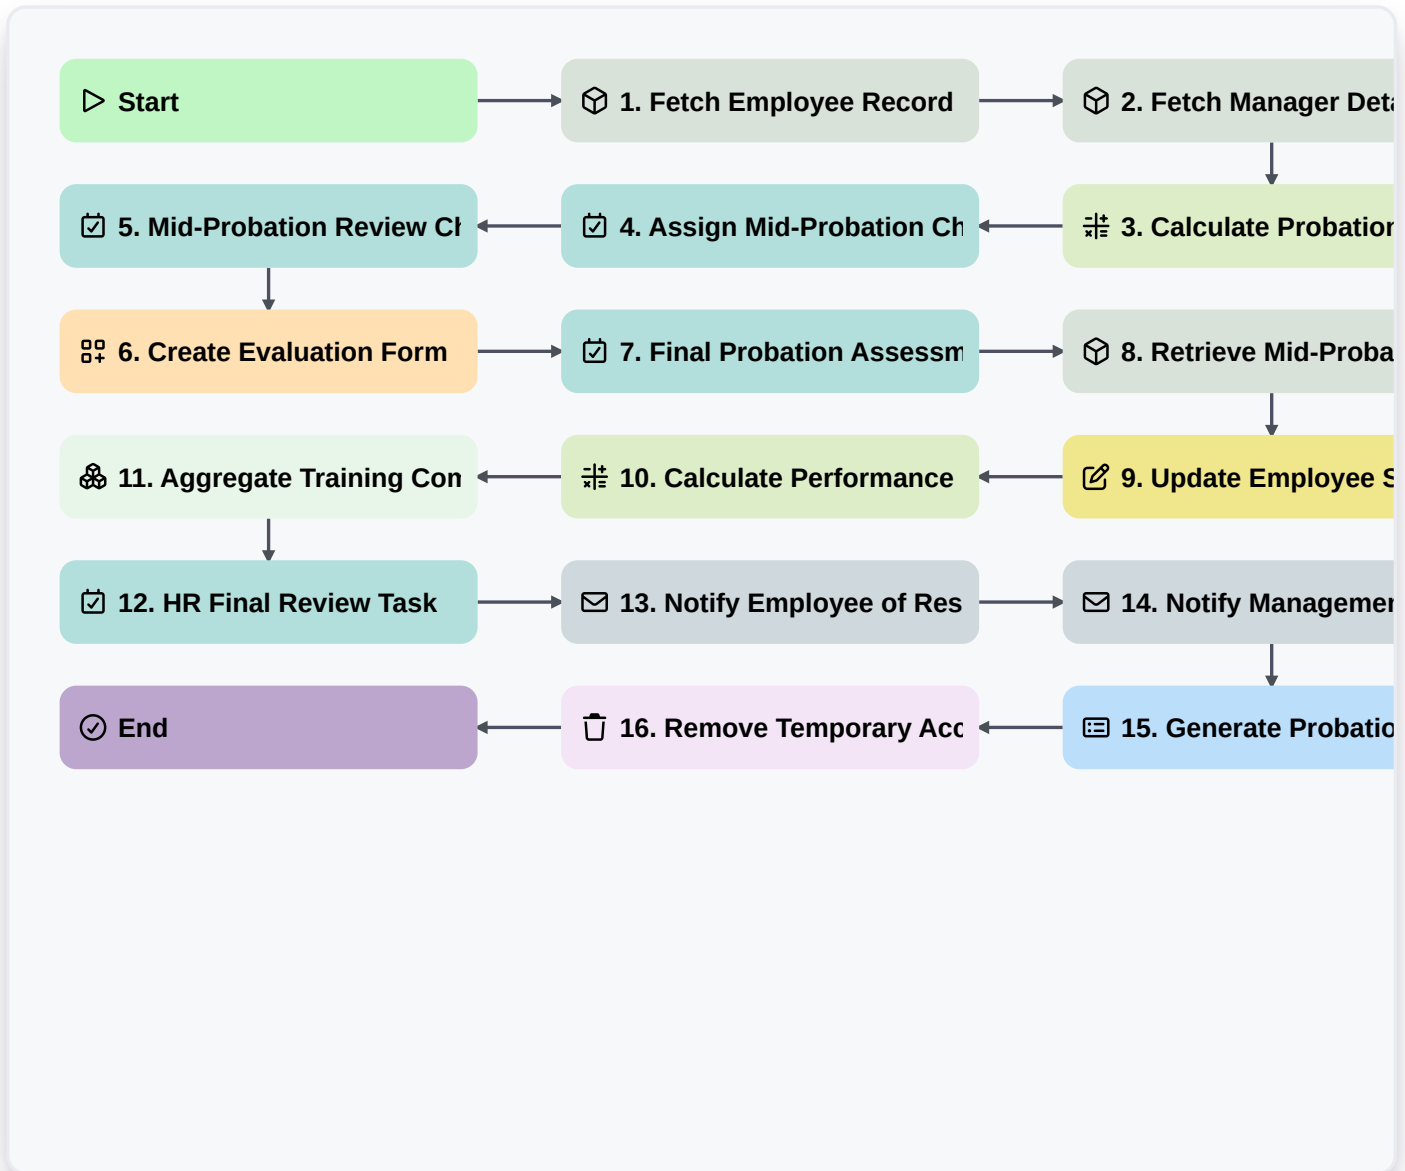 Start
1. Fetch Employee Record
2. Fetch Manager Deta
5. Mid-Probation Review Ch
4. Assign Mid-Probation Ch
3. Calculate Probation
6. Create Evaluation Form
7. Final Probation Assessm
8. Retrieve Mid-Proba
11. Aggregate Training Com
10. Calculate Performance
9. Update Employee S
12. HR Final Review Task
13. Notify Employee of Res
14. Notify Managemen
End
16. Remove Temporary Acc
15. Generate Probatio